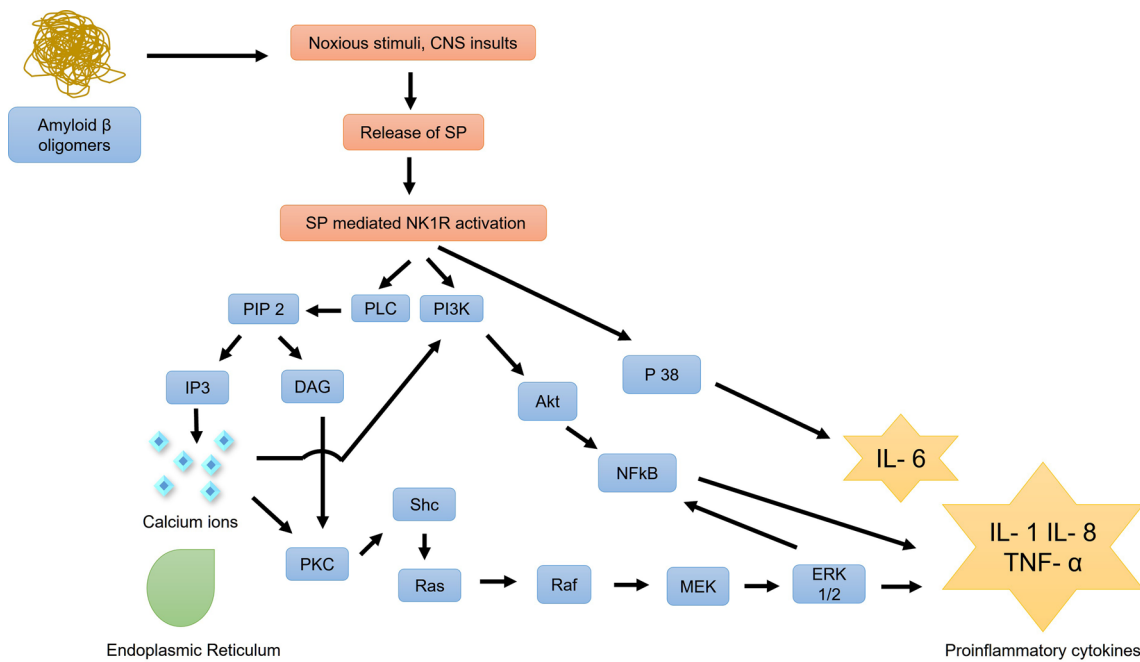 Noxious stimuli, CNS insults
Amyloid β
oligomers
Release of SP
SP mediated NK1R activation
PIP 2
PLC
PI3K
IP3
DAG
Akt
P 38
IL- 6
NFkB
Calcium ions
Shc
PKC
Ras
Raf
MEK
ERK
1/2
IL- 1 IL- 8
TNF- α
Endoplasmic Reticulum
Proinflammatory cytokines